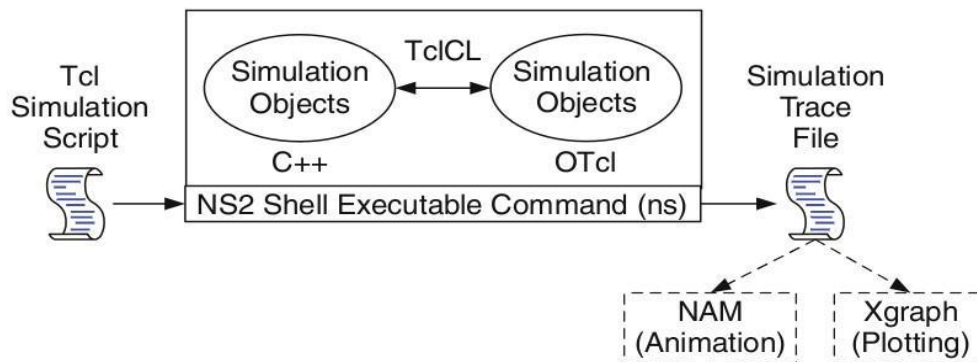 Tcl
Simulation
Script
TclCL
Simulation
Objects
Simulation
Objects
C++
OTcl
NS2 Shell Executable Command (ns)
Simulation
Trace
File
NAM
(Animation)
Xgraph
(Plotting)